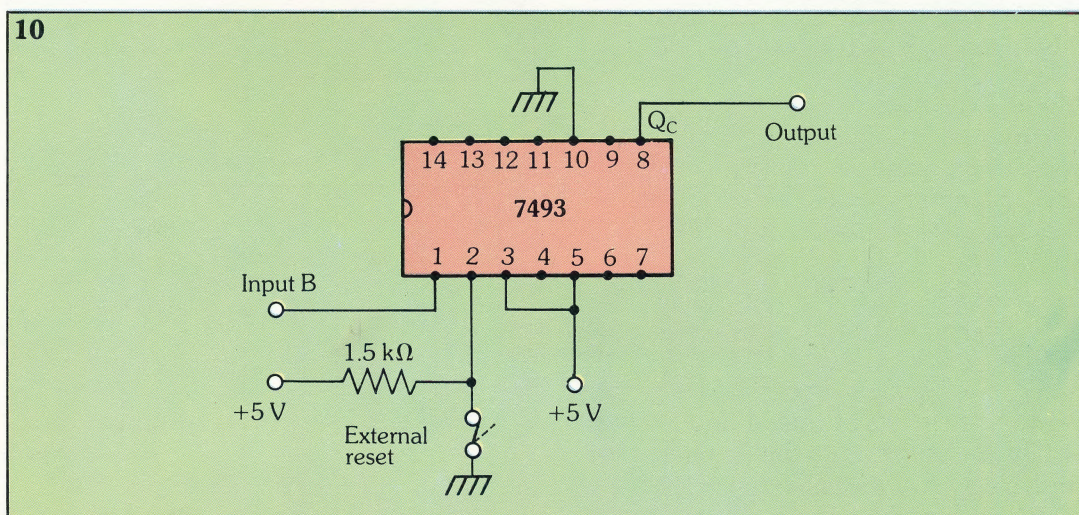 10
Q_C
Output
14 13 12 11 10 9 8
7493
1 2 3 4 5 6 7
Input B
1.5 kΩ
+5 V
+5 V
External
reset